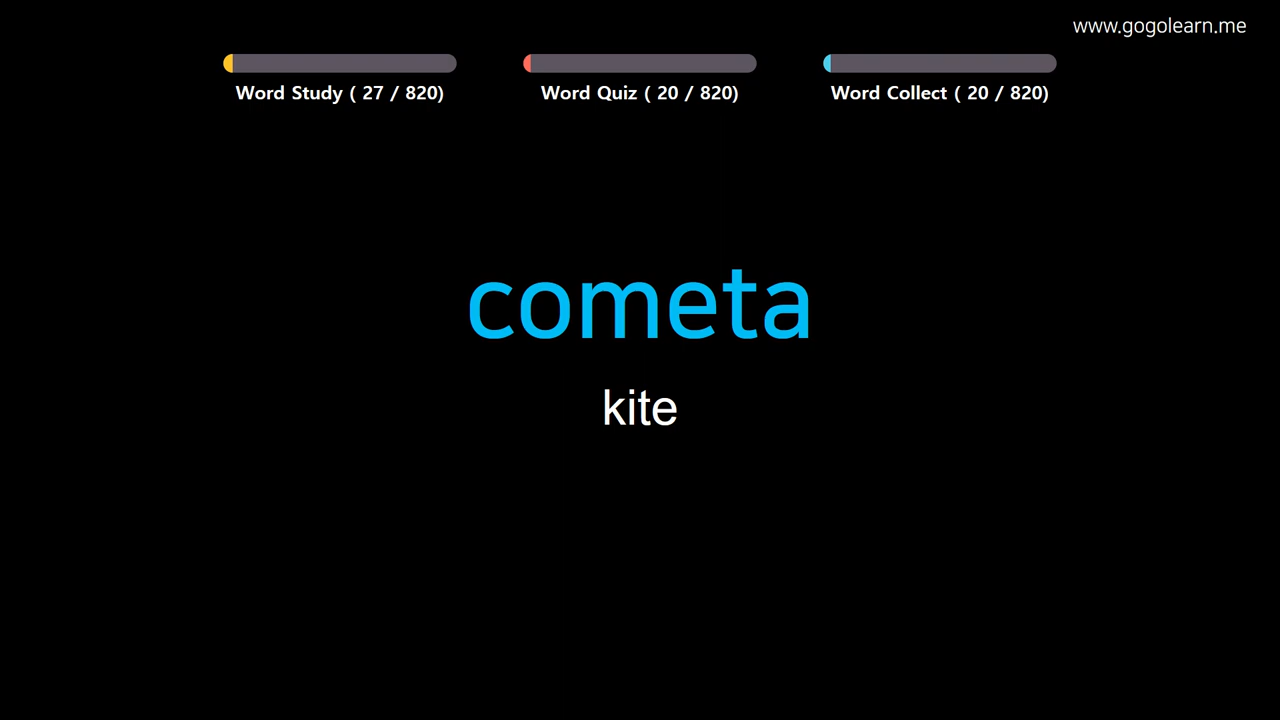 www.gogolearn.me
Word Study ( 27 / 820)
Word Quiz ( 20 / 820)
Word Collect ( 20 / 820)
cometa
kite